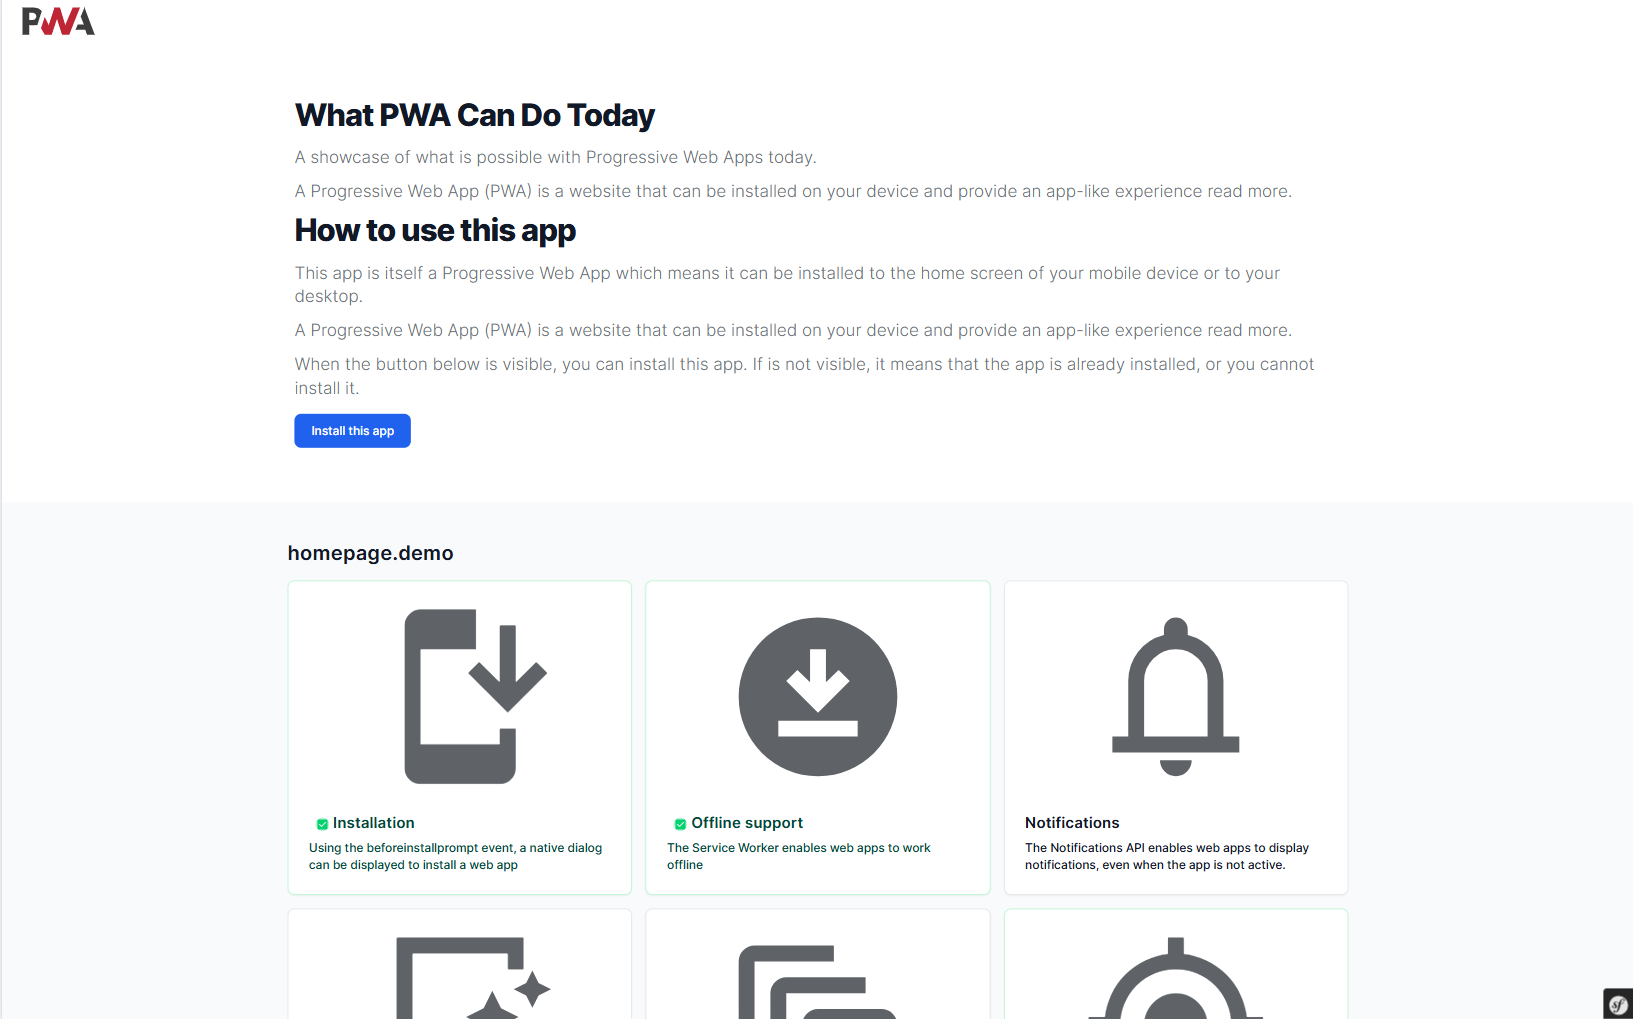 PWA
What PWA Can Do Today
A showcase of what is possible with Progressive Web Apps today.
A Progressive Web App (PWA) is a website that can be installed on your device and provide an app-like experience read more.
How to use this app
This app is itself a Progressive Web App which means it can be installed to the home screen of your mobile device or to your
desktop.
A Progressive Web App (PWA) is a website that can be installed on your device and provide an app-like experience read more.
When the button below is visible, you can install this app. If is not visible, it means that the app is already installed, or you cannot
install it.
Install this app
homepage.demo
Installation
Using the beforeinstallprompt event, a native dialog
can be displayed to install a web app
Offline support
The Service Worker enables web apps to work
offline
Notifications
The Notifications API enables web apps to display
notifications, even when the app is not active.
sf